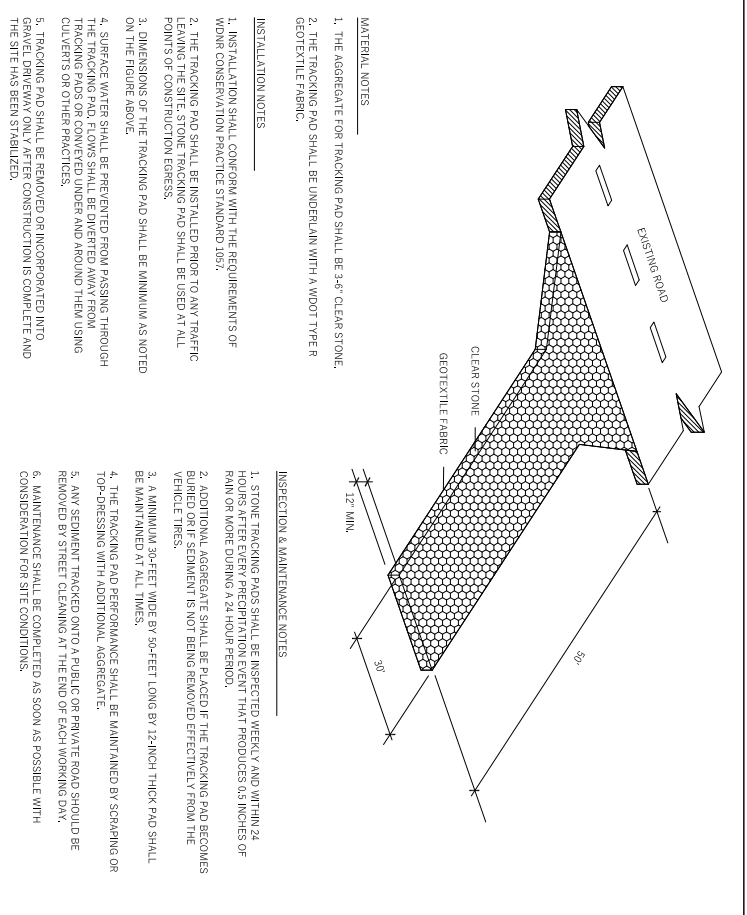 EXISTING ROAD
CLEAR STONE
GEOTEXTILE FABRIC
12" MIN.
30'
50'
MATERIAL NOTES
1. THE AGGREGATE FOR TRACKING PAD SHALL BE 3-6" CLEAR STONE.
2. THE TRACKING PAD SHALL BE UNDERLAIN WITH A WDOT TYPE R
GEOTEXTILE FABRIC.
INSTALLATION NOTES
1. INSTALLATION SHALL CONFORM WITH THE REQUIREMENTS OF
WDNR CONSERVATION PRACTICE STANDARD 1057.
2. THE TRACKING PAD SHALL BE INSTALLED PRIOR TO ANY TRAFFIC
LEAVING THE SITE. STONE TRACKING PAD SHALL BE USED AT ALL
POINTS OF CONSTRUCTION EGRESS.
3. DIMENSIONS OF THE TRACKING PAD SHALL BE MINIMUM AS NOTED
ON THE FIGURE ABOVE.
4. SURFACE WATER SHALL BE PREVENTED FROM PASSING THROUGH
THE TRACKING PAD. FLOWS SHALL BE DIVERTED AWAY FROM
TRACKING PADS OR CONVEYED UNDER AND AROUND THEM USING
CULVERTS OR OTHER PRACTICES.
5. TRACKING PAD SHALL BE REMOVED OR INCORPORATED INTO
GRAVEL DRIVEWAY ONLY AFTER CONSTRUCTION IS COMPLETE AND
THE SITE HAS BEEN STABILIZED.
INSPECTION & MAINTENANCE NOTES
1. STONE TRACKING PADS SHALL BE INSPECTED WEEKLY AND WITHIN 24
HOURS AFTER EVERY PRECIPITATION EVENT THAT PRODUCES 0.5 INCHES OF
RAIN OR MORE DURING A 24 HOUR PERIOD.
2. ADDITIONAL AGGREGATE SHALL BE PLACED IF THE TRACKING PAD BECOMES
BURIED OR IF SEDIMENT IS NOT BEING REMOVED EFFECTIVELY FROM THE
VEHICLE TIRES.
3. A MINIMUM 30-FEET WIDE BY 50-FEET LONG BY 12-INCH THICK PAD SHALL
BE MAINTAINED AT ALL TIMES.
4. THE TRACKING PAD PERFORMANCE SHALL BE MAINTAINED BY SCRAPING OR
TOP-DRESSING WITH ADDITIONAL AGGREGATE.
5. ANY SEDIMENT TRACKED ONTO A PUBLIC OR PRIVATE ROAD SHOULD BE
REMOVED BY STREET CLEANING AT THE END OF EACH WORKING DAY.
6. MAINTENANCE SHALL BE COMPLETED AS SOON AS POSSIBLE WITH
CONSIDERATION FOR SITE CONDITIONS.